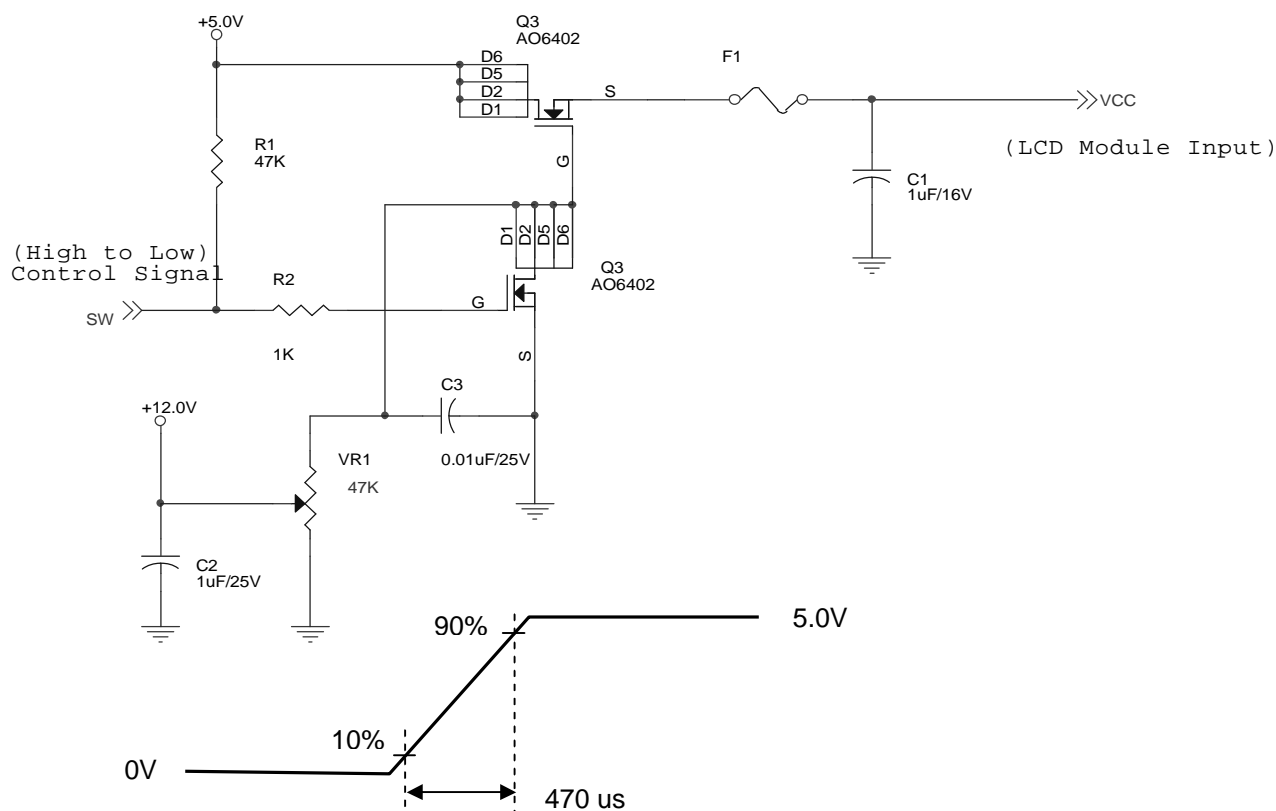 +5.0V
Q3
AO6402
D6
D5
D2
D1
S
G
F1
VCC
(LCD Module Input)
R1
47K
C1
1uF/16V
D1
D2
D5
D6
(High to Low)
Control Signal
SW
R2
1K
G
Q3
AO6402
S
C3
0.01uF/25V
+12.0V
VR1
47K
C2
1uF/25V
90%
5.0V
10%
0V
470 us